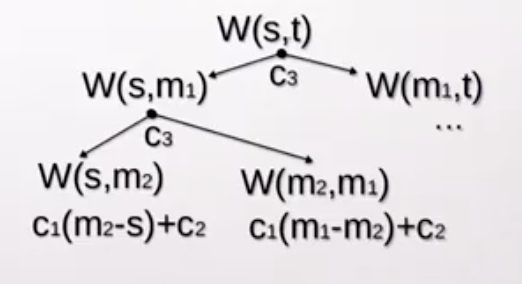 W(s,t)
c₃
W(s,m₁)
W(m₁,t)
...
c₃
W(s,m₂)
W(m₂,m₁)
c₁(m₂-s)+c₂
c₁(m₁-m₂)+c₂